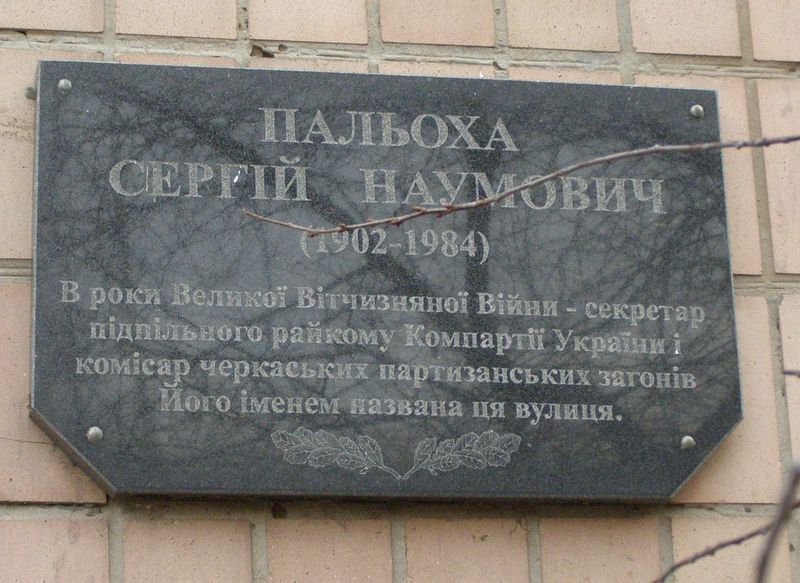 ПАЛЬОХА
СЕРГІЙ НАУМОВИЧ
(1902-1984)
В роки Великої Вітчизняної Війни - секретар
підпільного райкому Компартії України і
комісар черкаських партизанських загонів
Його іменем названа ця вулиця.